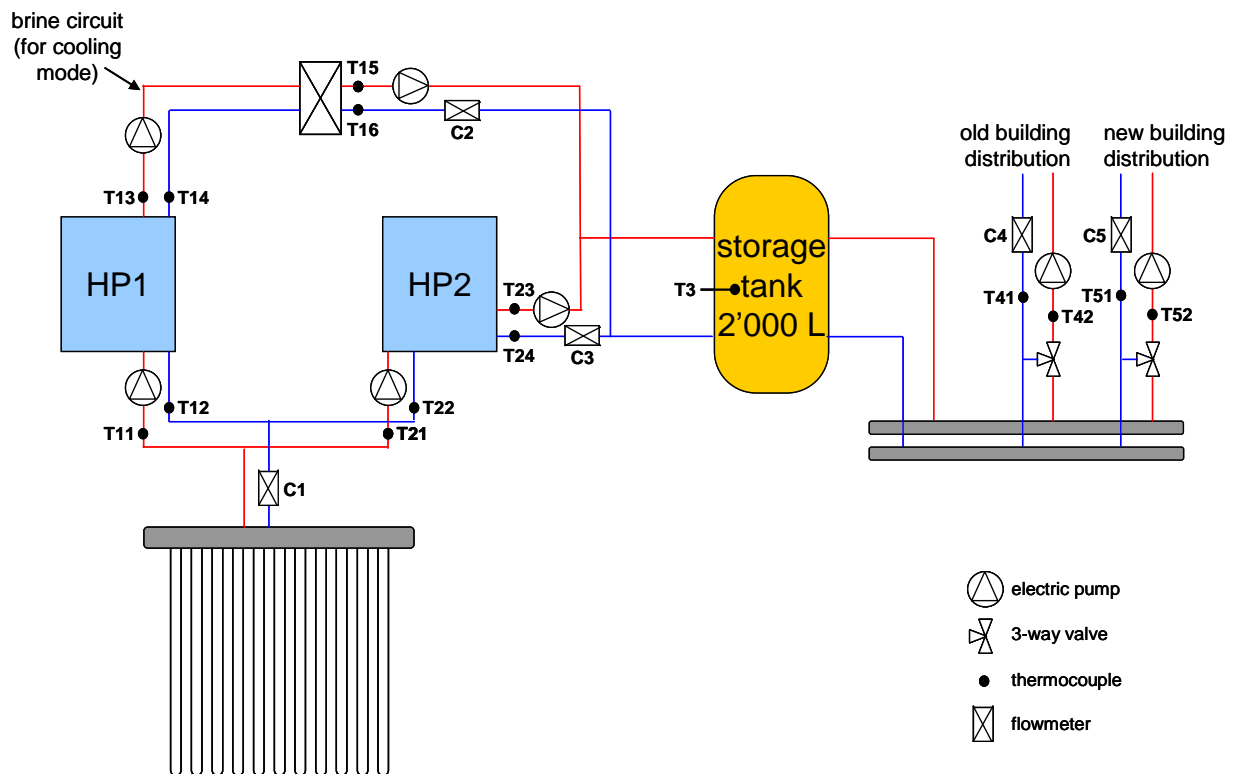 brine circuit
(for cooling
mode)
T15
T16
C2
T13
T14
HP1
HP2
T23
T24
C3
T3
storage
tank
2’000 L
old building
distribution
new building
distribution
C4
C5
T41
T42
T51
T52
T12
T22
T11
T21
C1
electric pump
3-way valve
thermocouple
flowmeter